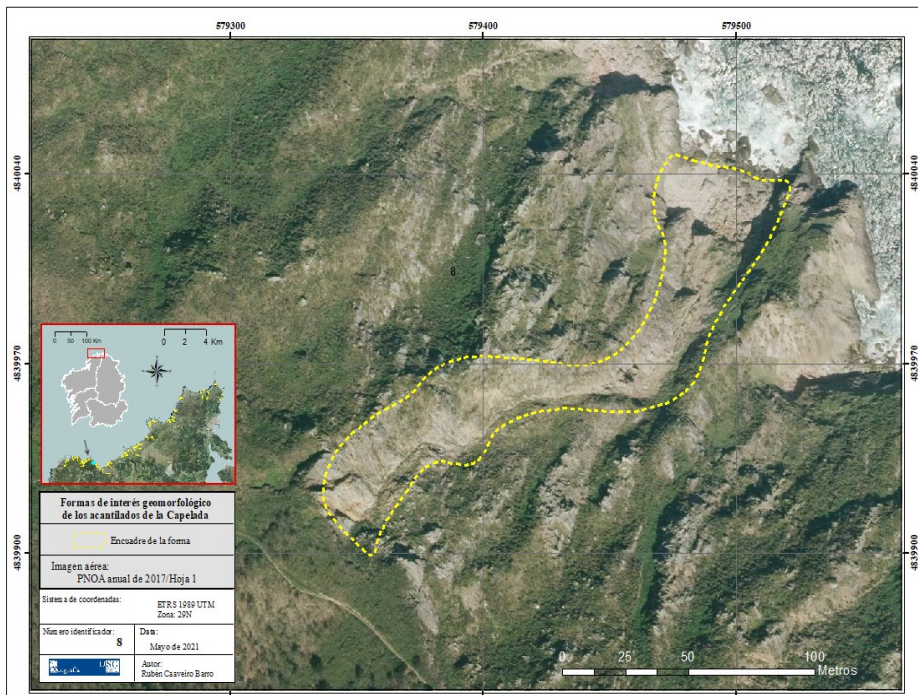 579300 579400 579500
4840040 4840040
8
0 50 100 Km
0 2 4 Km
4839970 4839970
Formas de interés geomorfológico
de los acantilados de la Capelada
Encuadre de la forma
Imagen aérea:
PNOA anual de 2017/Hoja 1
Sistema de coordenadas:
ETRS 1989 UTM
Zona: 29N
4839900 4839900
Número identificador:
8
Data:
Mayo de 2021
Autor:
Rubén Caaveiro Barro
USC
0 25 50 100
Metros